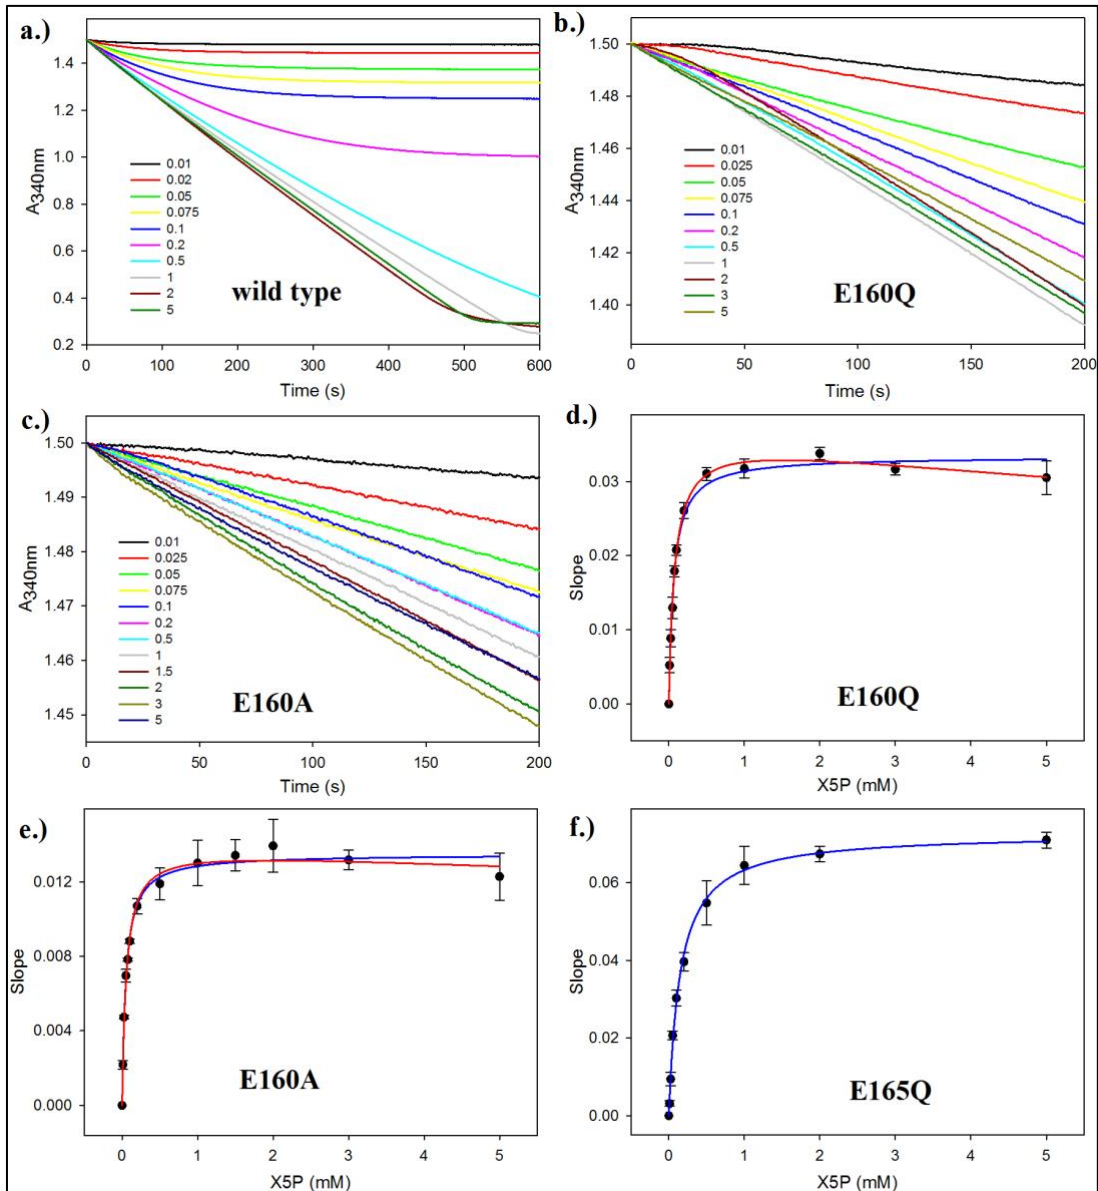 a.)
1.4
1.2
1.0
0.8
0.6
0.4
0.2
A340nm
0.01
0.02
0.05
0.075
0.1
0.2
0.5
1
2
5
wild type
0 100 200 300 400 500 600
Time (s)
b.)
1.50
1.48
1.46
1.44
1.42
1.40
A340nm
0.01
0.025
0.05
0.075
0.1
0.2
0.5
1
2
3
5
E160Q
0 50 100 150 200
Time (s)
c.)
1.50
1.49
1.48
1.47
1.46
1.45
A340nm
0.01
0.025
0.05
0.075
0.1
0.2
0.5
1
1.5
2
3
5
E160A
0 50 100 150 200
Time (s)
d.)
0.03
0.02
0.01
0.00
Slope
E160Q
0 1 2 3 4 5
X5P (mM)
e.)
0.012
0.008
0.004
0.000
Slope
E160A
0 1 2 3 4 5
X5P (mM)
f.)
0.06
0.04
0.02
0.00
Slope
E165Q
0 1 2 3 4 5
X5P (mM)